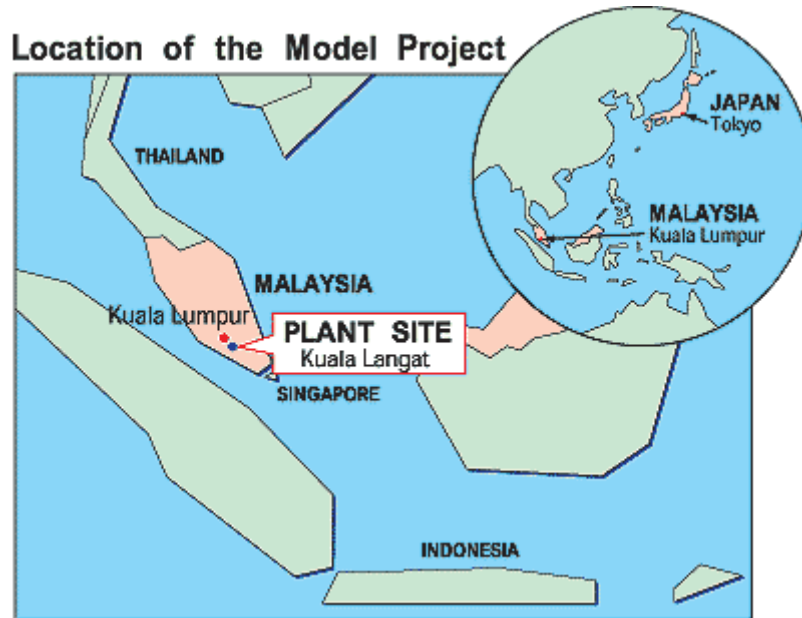 Location of the Model Project
JAPAN
Tokyo
THAILAND
MALAYSIA
Kuala Lumpur
MALAYSIA
Kuala Lumpur
PLANT SITE
Kuala Langat
SINGAPORE
INDONESIA